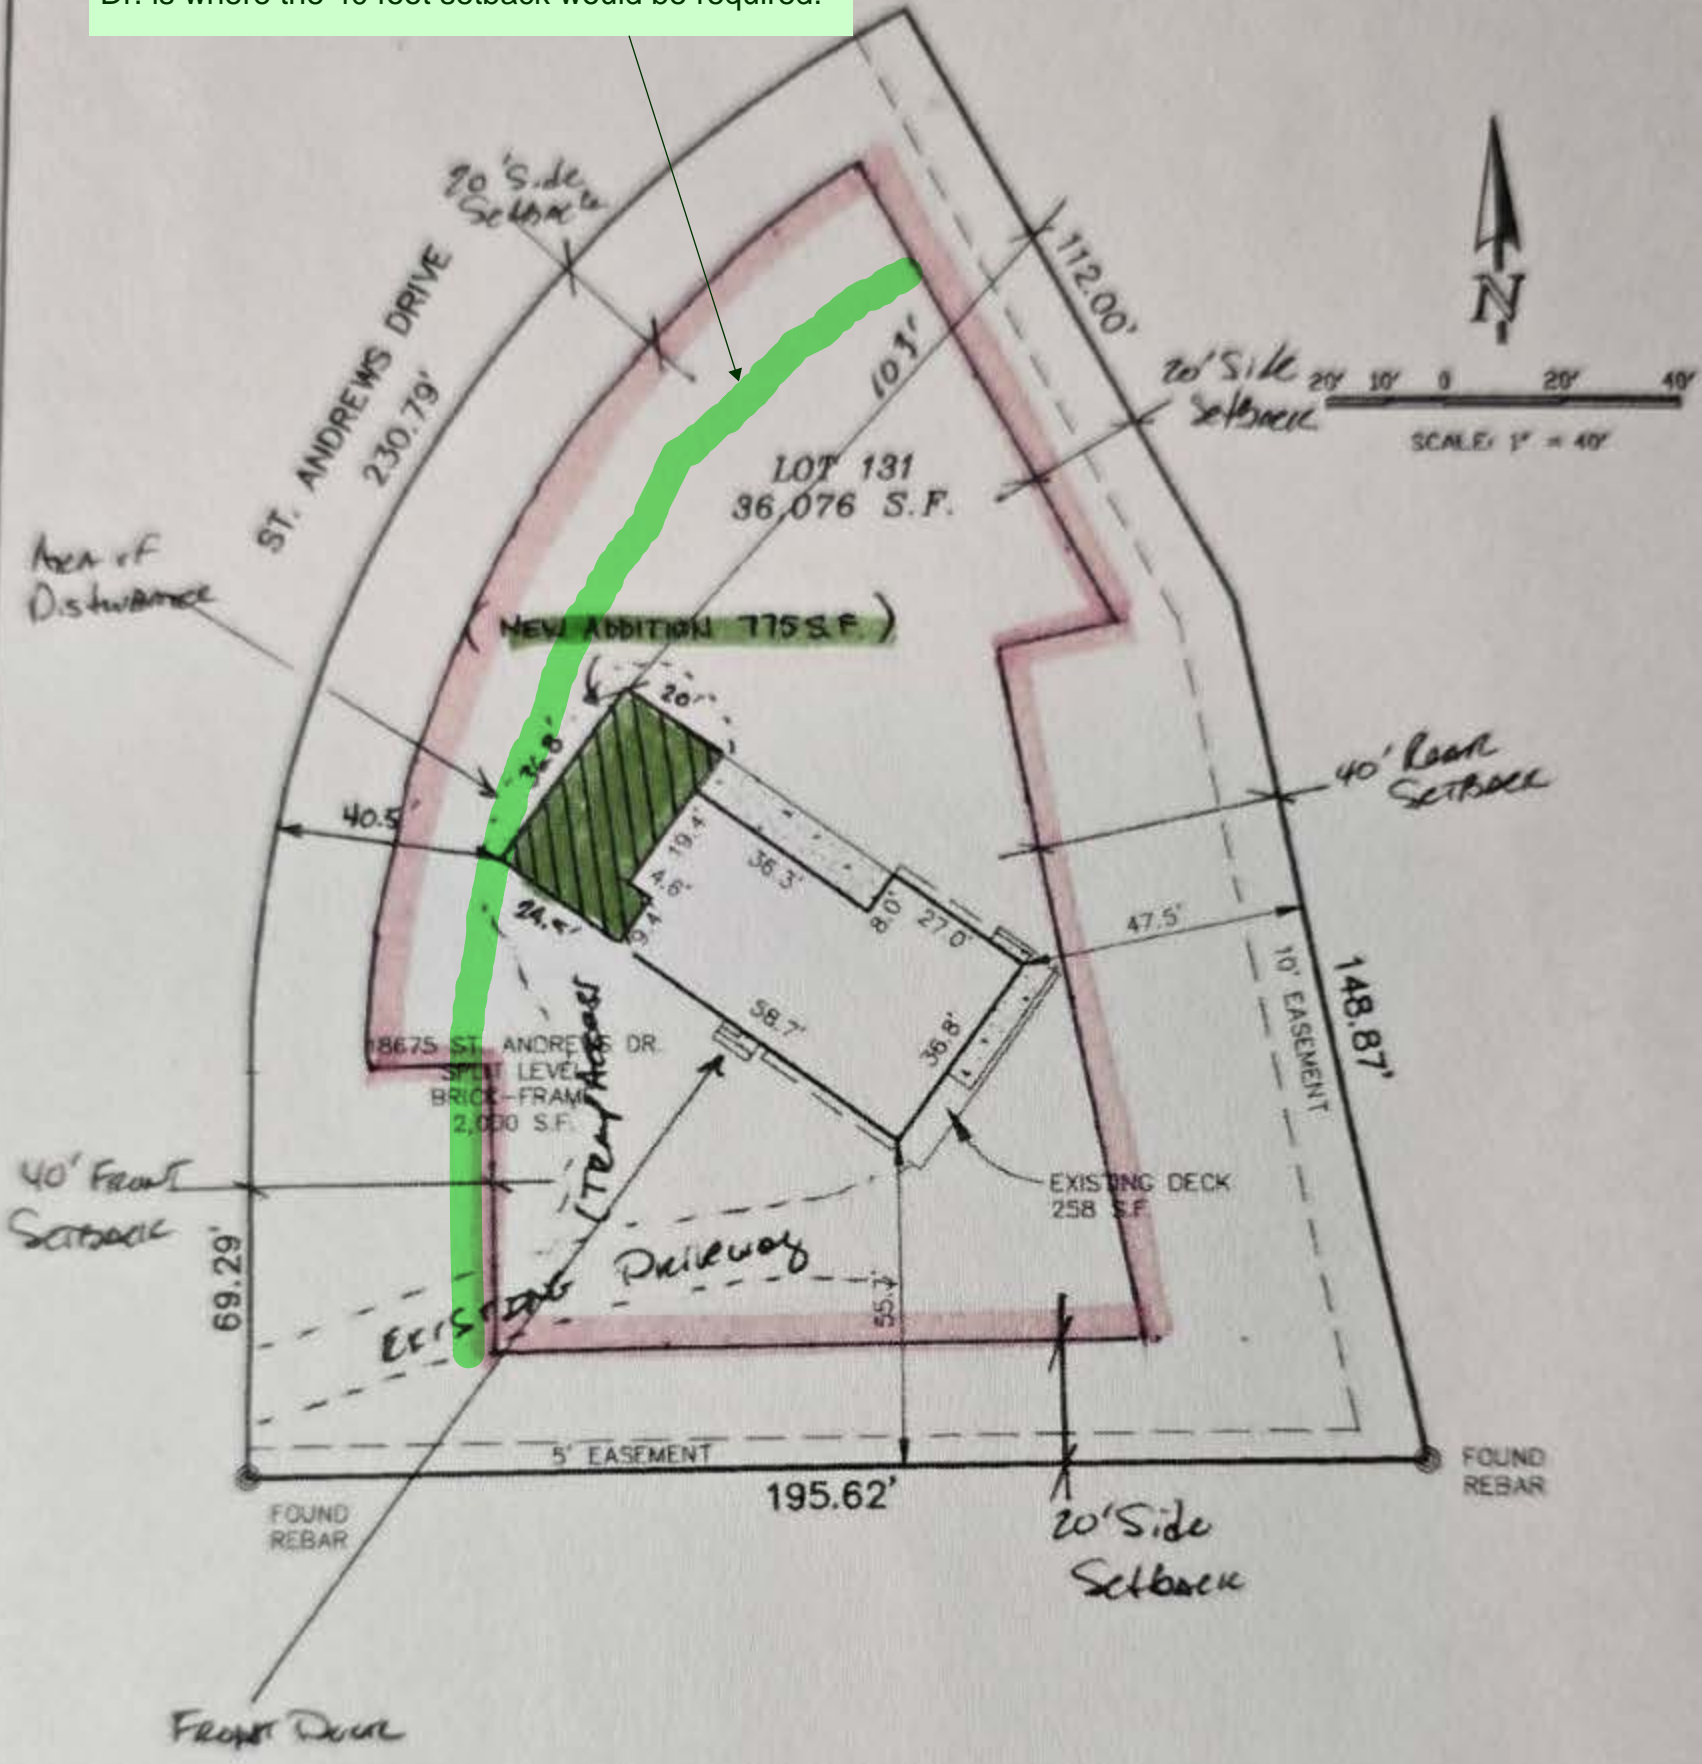 Dr. is where the 40 foot setback would be required.
20' Side
Setback
ST. ANDREWS DRIVE
230.79'
112.00'
103'
N
20' Side
Setback
20' 10' 0 20' 40'
SCALE: 1" = 40'
LOT 131
36,076 S.F.
Area of
Disturbance
(NEW ADDITION 775 S.F.)
20'
36.8'
40.5'
19.4'
4.6'
9.4'
36.3'
8.0'
27.0'
40' Rear
Setback
47.5'
10' EASEMENT
148.87'
58.7'
36.8'
18675 ST. ANDREWS DR.
SPLIT LEVEL
BRICK-FRAME
2,000 S.F.
40' Front
Setback
69.29'
EXISTING DECK
258 S.F.
Existing Driveway
5' EASEMENT
195.62'
FOUND
REBAR
FOUND
REBAR
20' Side
Setback
Front Door